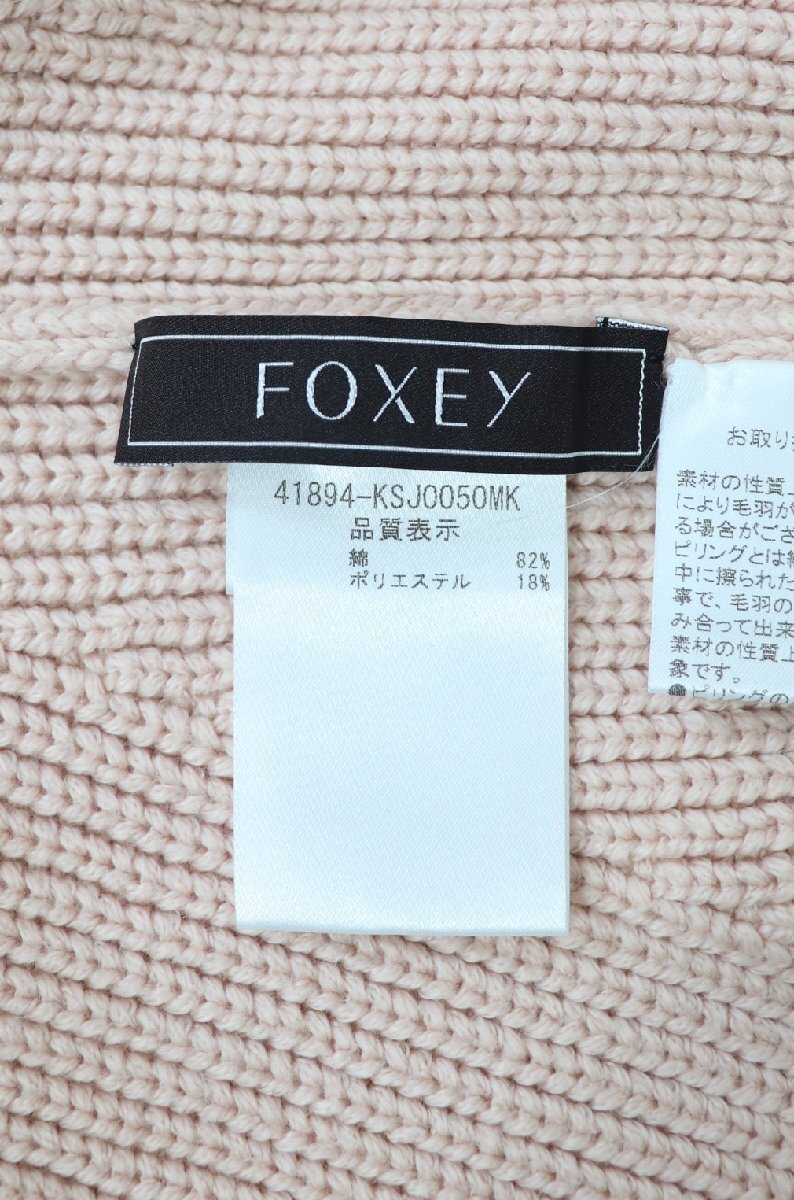 FOXEY
41894-KSJ0050MK
品質表示
綿 82%
ポリエステル 18%
お取り
素材の性質上
により毛羽が
る場合がござ
ピリングとは
中に擦られた
事で、毛羽の
み合って出来
素材の性質上
象です。
●ピリングの